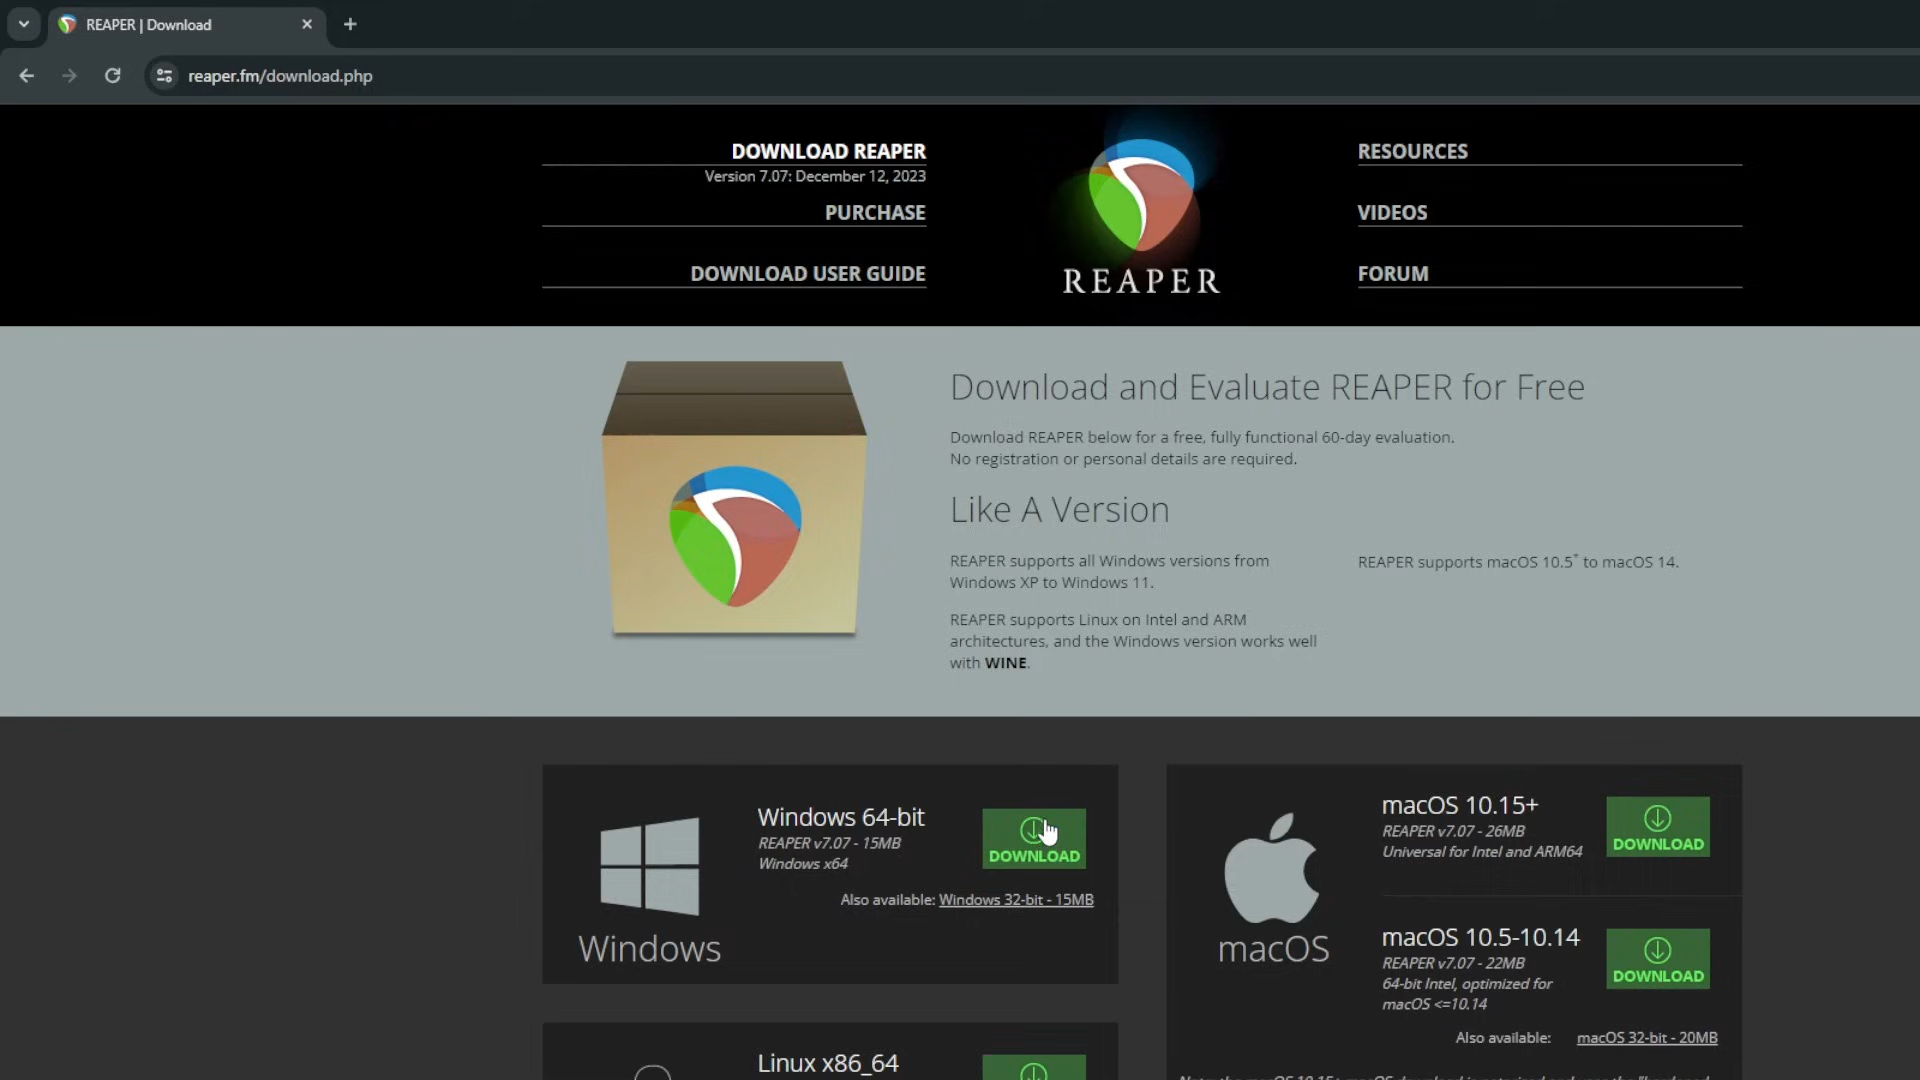 REAPER | Download
reaper.fm/download.php
DOWNLOAD REAPER
Version 7.07: December 12, 2023
PURCHASE
DOWNLOAD USER GUIDE
REAPER
RESOURCES
VIDEOS
FORUM
Download and Evaluate REAPER for Free
Download REAPER below for a free, fully functional 60-day evaluation.
No registration or personal details are required.
Like A Version
REAPER supports all Windows versions from
Windows XP to Windows 11.
REAPER supports Linux on Intel and ARM
architectures, and the Windows version works well
with WINE.
REAPER supports macOS 10.5* to macOS 14.
Windows
Windows 64-bit
REAPER v7.07 - 15MB
Windows x64
DOWNLOAD
Also available: Windows 32-bit - 15MB
macOS
macOS 10.15+
REAPER v7.07 - 26MB
Universal for Intel and ARM64
DOWNLOAD
macOS 10.5-10.14
REAPER v7.07 - 22MB
64-bit Intel, optimized for
macOS <=10.14
DOWNLOAD
Also available: macOS 32-bit - 20MB
Linux x86_64